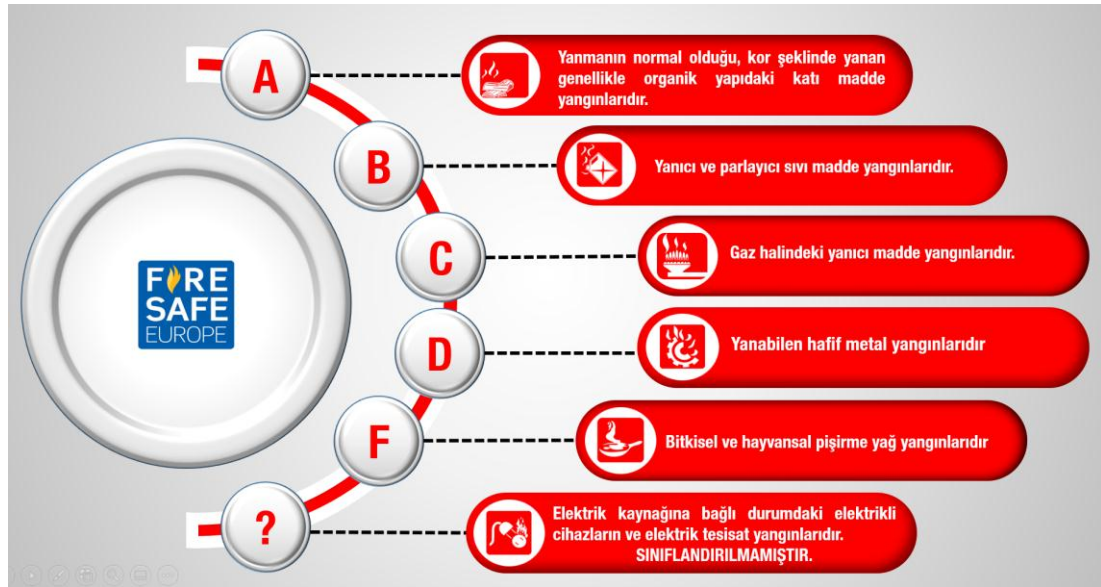 A
Yanmanın normal olduğu, kor şeklinde yanan
genellikle organik yapıdaki katı madde
yangınlarıdır.
B
Yanıcı ve parlayıcı sıvı madde yangınlarıdır.
C
Gaz halindeki yanıcı madde yangınlarıdır.
FIRE
SAFE
EUROPE
D
Yanabilen hafif metal yangınlarıdır
F
Bitkisel ve hayvansal pişirme yağ yangınlarıdır
?
Elektrik kaynağına bağlı durumdaki elektrikli
cihazların ve elektrik tesisat yangınlarıdır.
SINIFLANDIRILMAMIŞTIR.